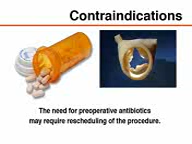 Contraindications
The need for preoperative antibiotics
may require rescheduling of the procedure.